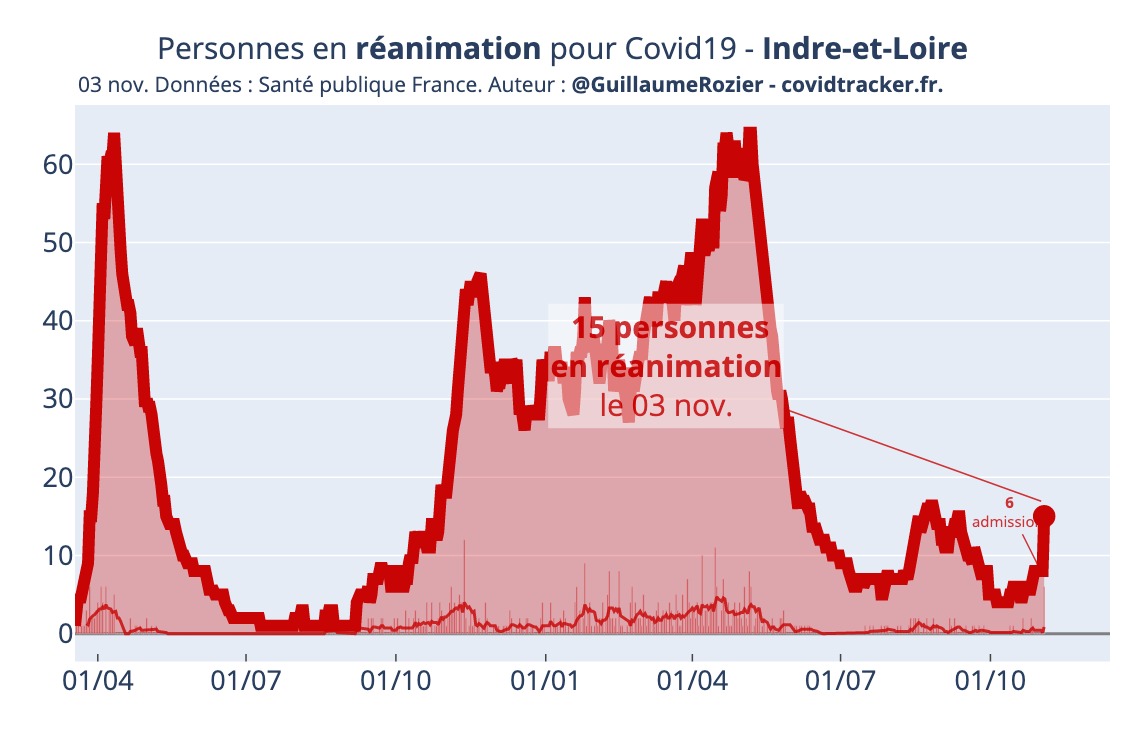 Personnes en réanimation pour Covid19 - Indre-et-Loire
03 nov. Données : Santé publique France. Auteur : @GuillaumeRozier - covidtracker.fr.
60
50
40
30
20
10
0
15 personnes
en réanimation
le 03 nov.
6
admission
01/04 01/07 01/10 01/01 01/04 01/07 01/10